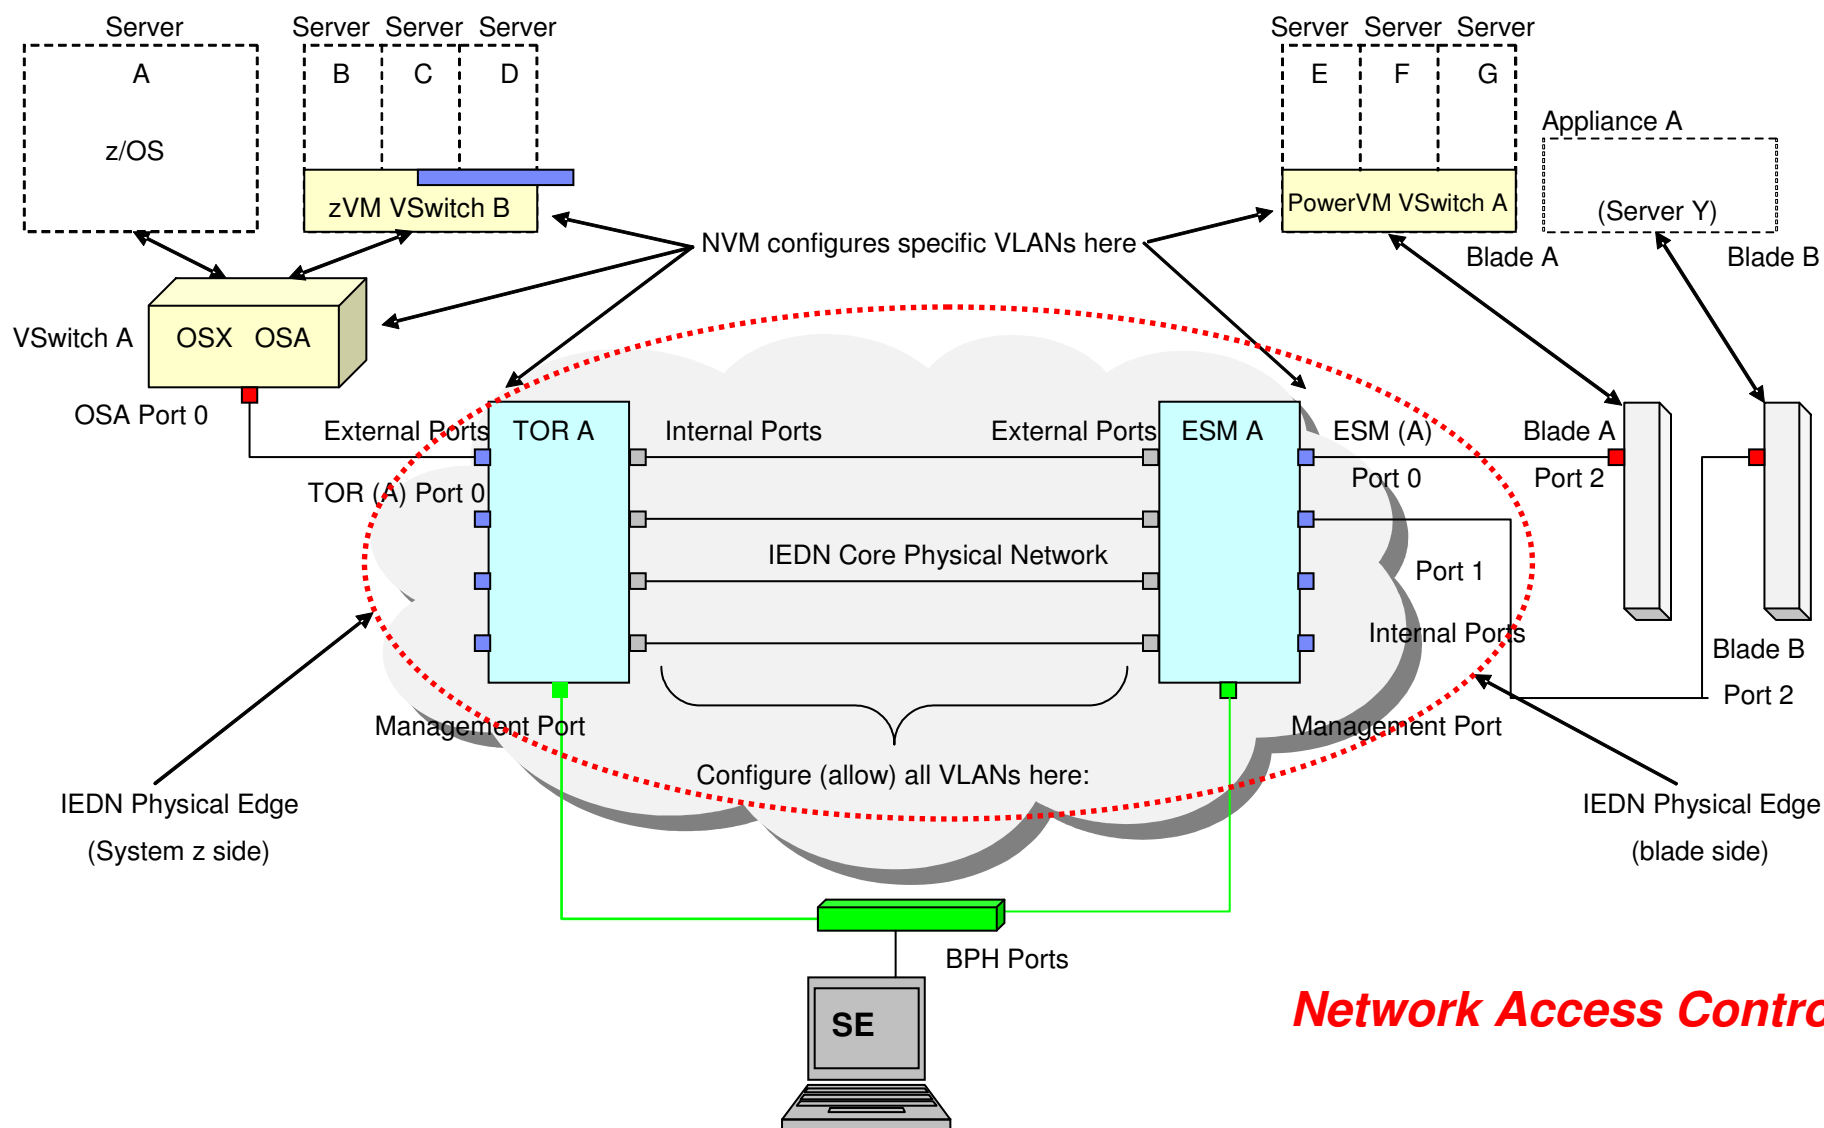 Server
Server Server Server
Server Server Server
A
B C D
E F G
z/OS
Appliance A
zVM VSwitch B
PowerVM VSwitch A
(Server Y)
NVM configures specific VLANs here
Blade A
Blade B
VSwitch A
OSX OSA
OSA Port 0
External Ports
TOR A
Internal Ports
External Ports
ESM A
ESM (A)
Port 0
Blade A
Port 2
TOR (A) Port 0
IEDN Core Physical Network
Port 1
Internal Ports
Blade B
Port 2
Management Port
Management Port
Configure (allow) all VLANs here:
IEDN Physical Edge
(System z side)
IEDN Physical Edge
(blade side)
BPH Ports
SE
Network Access Contro